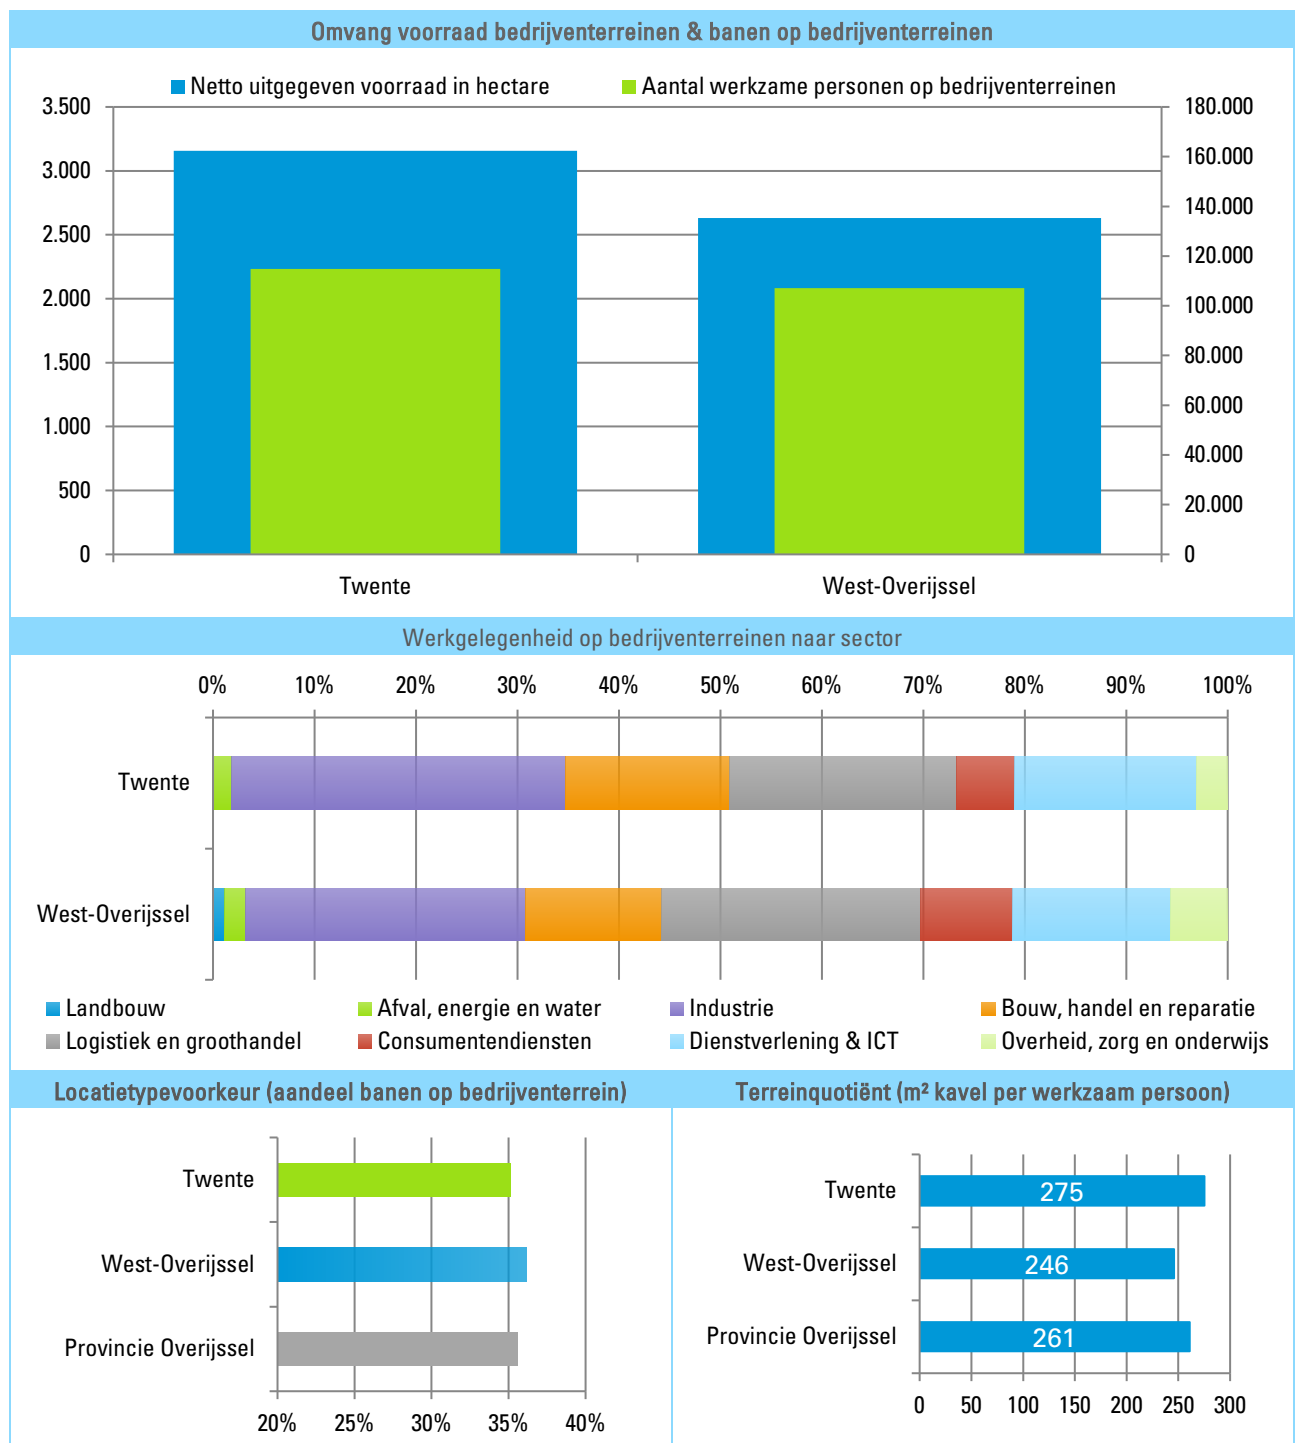 Omvang voorraad bedrijventerreinen & banen op bedrijventerreinen
Netto uitgegeven voorraad in hectare
Aantal werkzame personen op bedrijventerreinen
3.500
3.000
2.500
2.000
1.500
1.000
500
0
180.000
160.000
140.000
120.000
100.000
80.000
60.000
40.000
20.000
0
Twente
West-Overijssel
Werkgelegenheid op bedrijventerreinen naar sector
0% 10% 20% 30% 40% 50% 60% 70% 80% 90% 100%
Twente
West-Overijssel
Landbouw
Afval, energie en water
Industrie
Bouw, handel en reparatie
Logistiek en groothandel
Consumentendiensten
Dienstverlening & ICT
Overheid, zorg en onderwijs
Locatietypevoorkeur (aandeel banen op bedrijventerrein)
Twente
West-Overijssel
Provincie Overijssel
20% 25% 30% 35% 40%
Terreinquotiënt (m² kavel per werkzaam persoon)
Twente 275
West-Overijssel 246
Provincie Overijssel 261
0 50 100 150 200 250 300